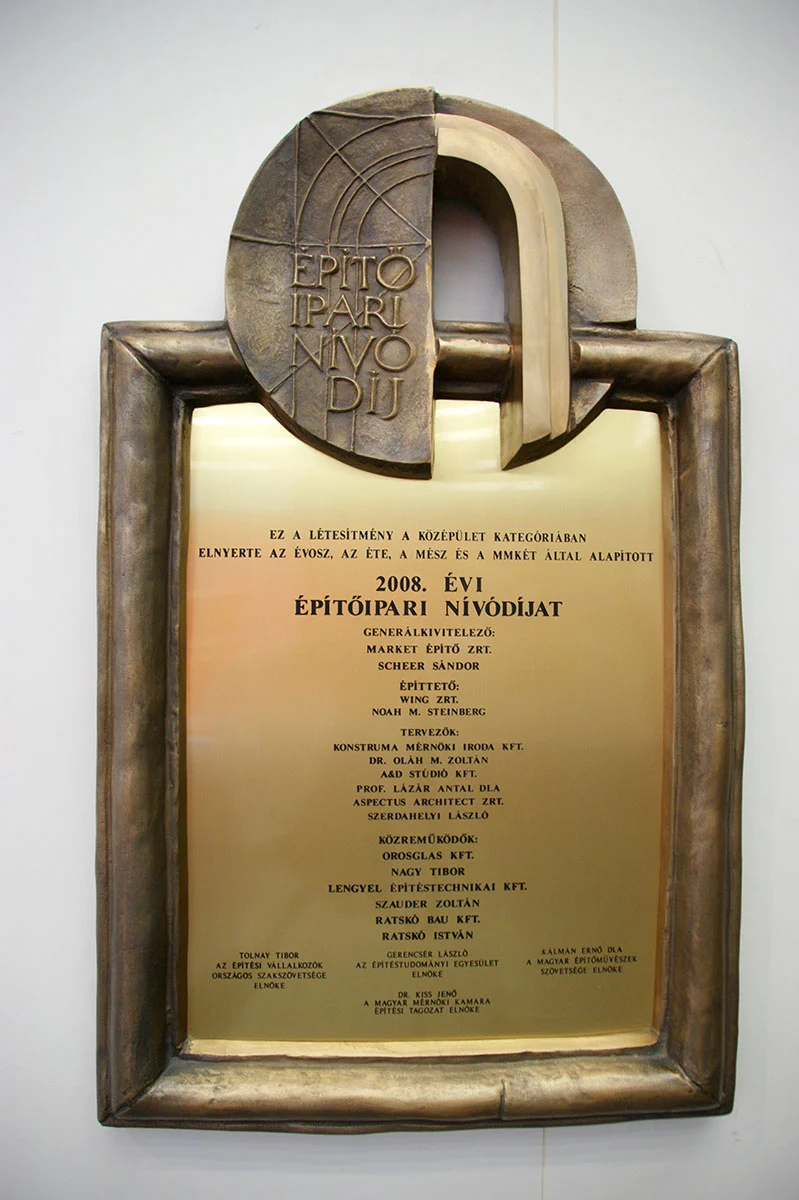 ÉPÍTŐ
IPARI
NÍVÓ
DÍJ
EZ A LÉTESÍTMÉNY A KÖZÉPÜLET KATEGÓRIÁBAN
ELNYERTE AZ ÉVOSZ, AZ ÉTE, A MÉSZ ÉS A MMKÉT ÁLTAL ALAPÍTOTT
2008. ÉVI
ÉPÍTŐIPARI NÍVÓDÍJAT
GENERÁLKIVITELEZŐ:
MARKET ÉPÍTŐ ZRT.
SCHEER SÁNDOR
ÉPÍTTETŐ:
WING ZRT.
NOAH M. STEINBERG
TERVEZŐK:
KONSTRUMA MÉRNÖKI IRODA KFT.
DR. OLÁH M. ZOLTÁN
A&D STÚDIÓ KFT.
PROF. LÁZÁR ANTAL DLA
ASPECTUS ARCHITECT ZRT.
SZERDAHELYI LÁSZLÓ
KÖZREMŰKÖDŐK:
OROSGLAS KFT.
NAGY TIBOR
LENGYEL ÉPÍTÉSTECHNIKAI KFT.
SZAUDER ZOLTÁN
RATSKÓ BAU KFT.
RATSKÓ ISTVÁN
TOLNAY TIBOR
AZ ÉPÍTÉSI VÁLLALKOZÓK
ORSZÁGOS SZAKSZÖVETSÉGE
ELNÖKE
GERENCSÉR LÁSZLÓ
AZ ÉPÍTÉSTUDOMÁNYI EGYESÜLET
ELNÖKE
KÁLMÁN ERNŐ DLA
A MAGYAR ÉPÍTŐMŰVÉSZEK
SZÖVETSÉGE ELNÖKE
DR. KISS JENŐ
A MAGYAR MÉRNÖKI KAMARA
ÉPÍTÉSI TAGOZAT ELNÖKE